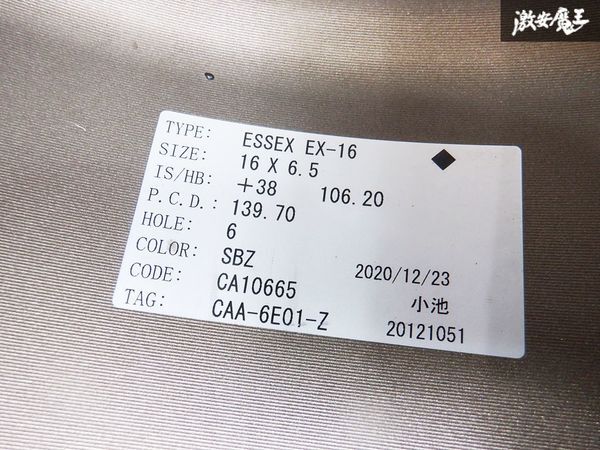 激安魔王
TYPE: ESSEX EX-16
SIZE: 16 X 6.5
IS/HB: +38 106.20
P.C.D.: 139.70
HOLE: 6
COLOR: SBZ 2020/12/23
CODE: CA10665 小池
TAG: CAA-6E01-Z 20121051